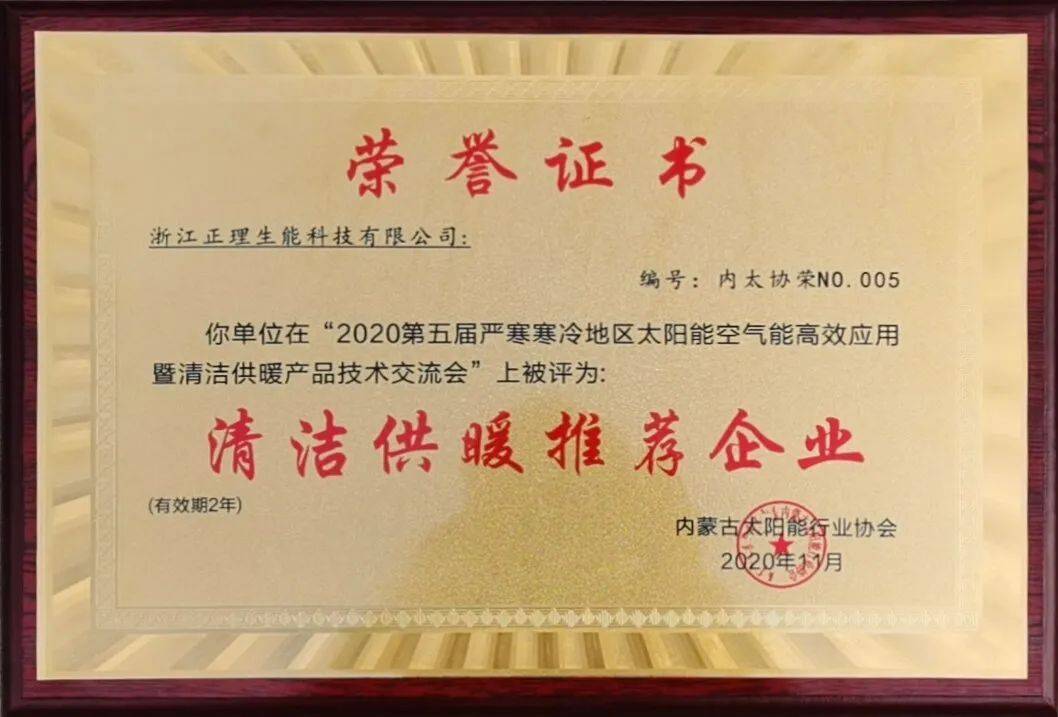 荣誉证书
浙江正理生能科技有限公司:
编号: 内太协荣NO.005
你单位在“2020第五届严寒寒冷地区太阳能空气能高效应用
暨清洁供暖产品技术交流会”上被评为:
清洁供暖推荐企业
(有效期2年)
内蒙古太阳能行业协会
2020年11月